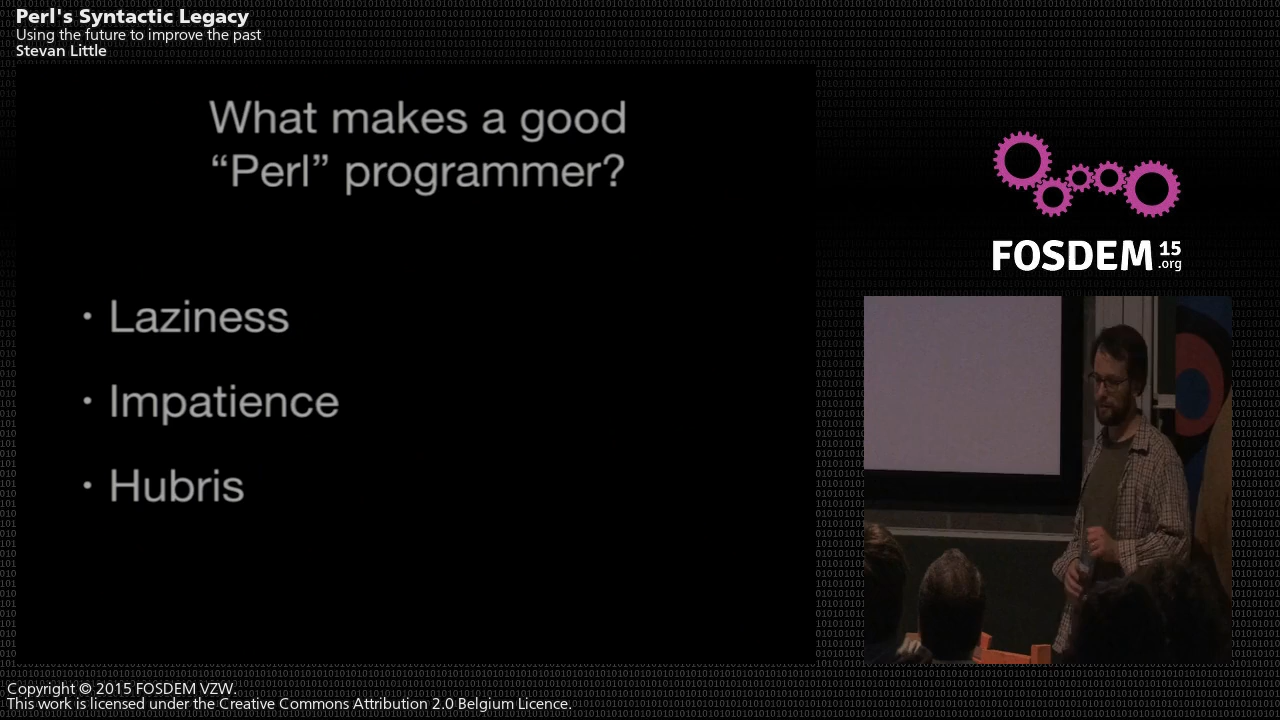 Perl's Syntactic Legacy
Using the future to improve the past
Stevan Little
What makes a good
“Perl” programmer?
· Laziness
· Impatience
· Hubris
FOSDEM 15
.org
Copyright © 2015 FOSDEM VZW.
This work is licensed under the Creative Commons Attribution 2.0 Belgium Licence.